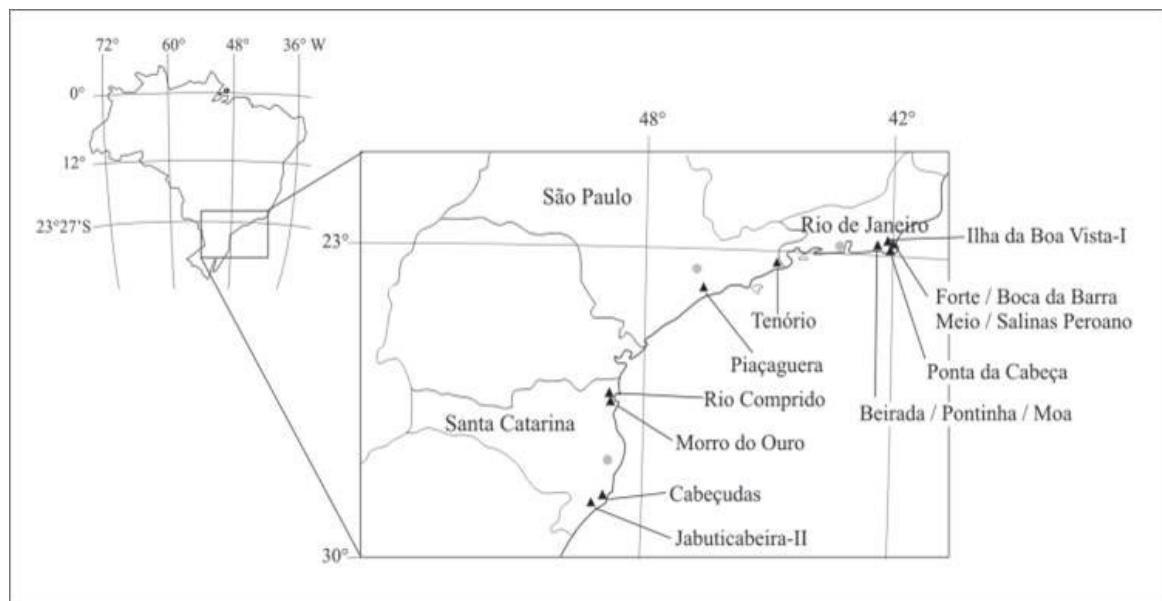 72°
60°
48°
36° W
0°
12°
23°27'S
48°
42°
São Paulo
Rio de Janeiro
23°
Ilha da Boa Vista-I
Forte / Boca da Barra
Meio / Salinas Peroano
Tenório
Piaçaguera
Ponta da Cabeça
Rio Comprido
Beirada / Pontinha / Moa
Santa Catarina
Morro do Ouro
Cabeçudas
Jabuticabeira-II
30°